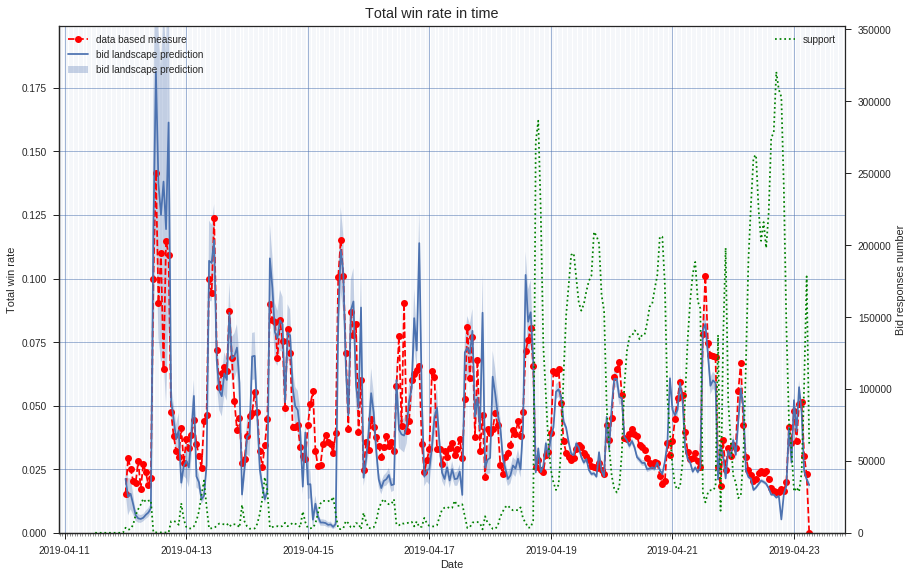 Total win rate in time
data based measure
bid landscape prediction
bid landscape prediction
support
0.175
0.150
0.125
0.100
0.075
0.050
0.025
0.000
Total win rate
350000
300000
250000
200000
150000
100000
50000
0
Bid responses number
2019-04-11
2019-04-13
2019-04-15
2019-04-17
2019-04-19
2019-04-21
2019-04-23
Date